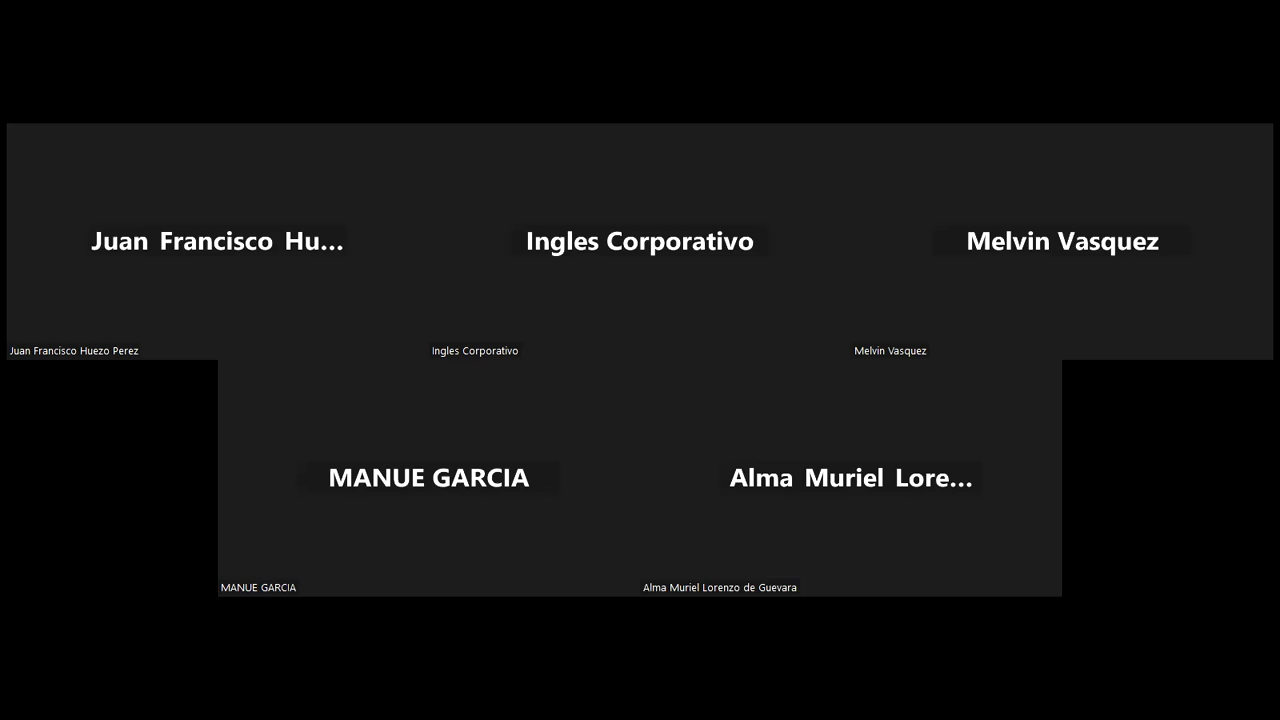 Juan Francisco Hu...
Ingles Corporativo
Melvin Vasquez
Juan Francisco Huezo Perez
Ingles Corporativo
Melvin Vasquez
MANUE GARCIA
Alma Muriel Lore...
MANUE GARCIA
Alma Muriel Lorenzo de Guevara